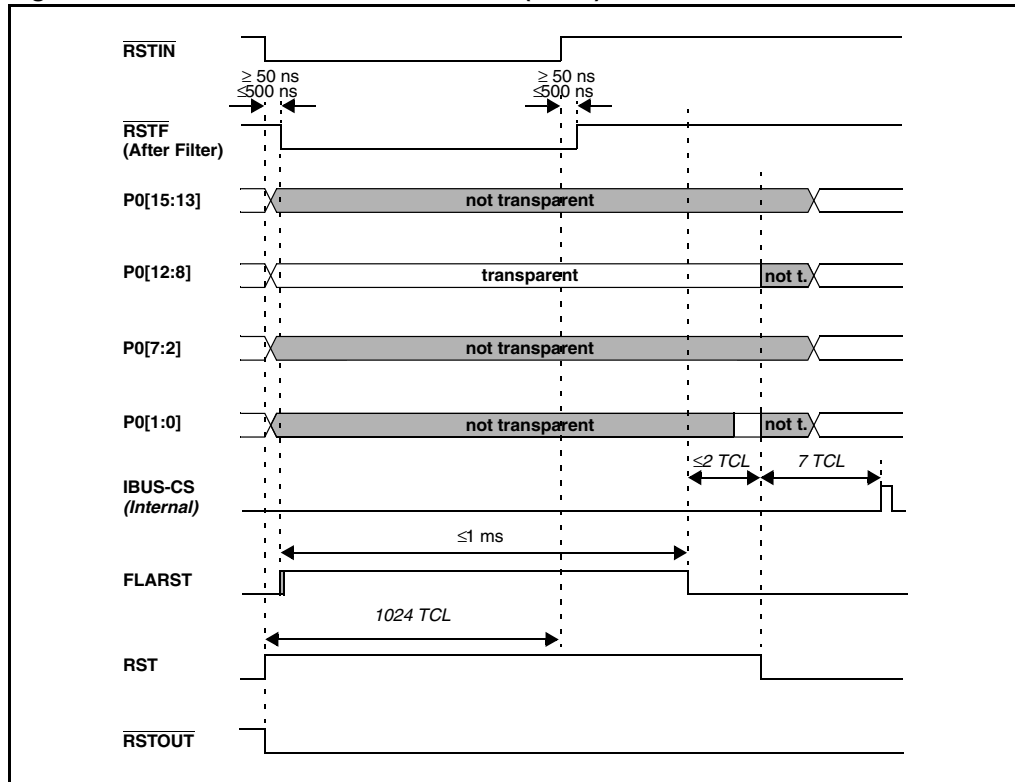 RSTIN
≥ 50 ns ≥ 50 ns
≤500 ns ≤500 ns
RSTF
(After Filter)
P0[15:13] not transparent
P0[12:8] transparent not t.
P0[7:2] not transparent
P0[1:0] not transparent not t.
≤2 TCL 7 TCL
IBUS-CS
(Internal)
≤1 ms
FLARST
1024 TCL
RST
RSTOUT